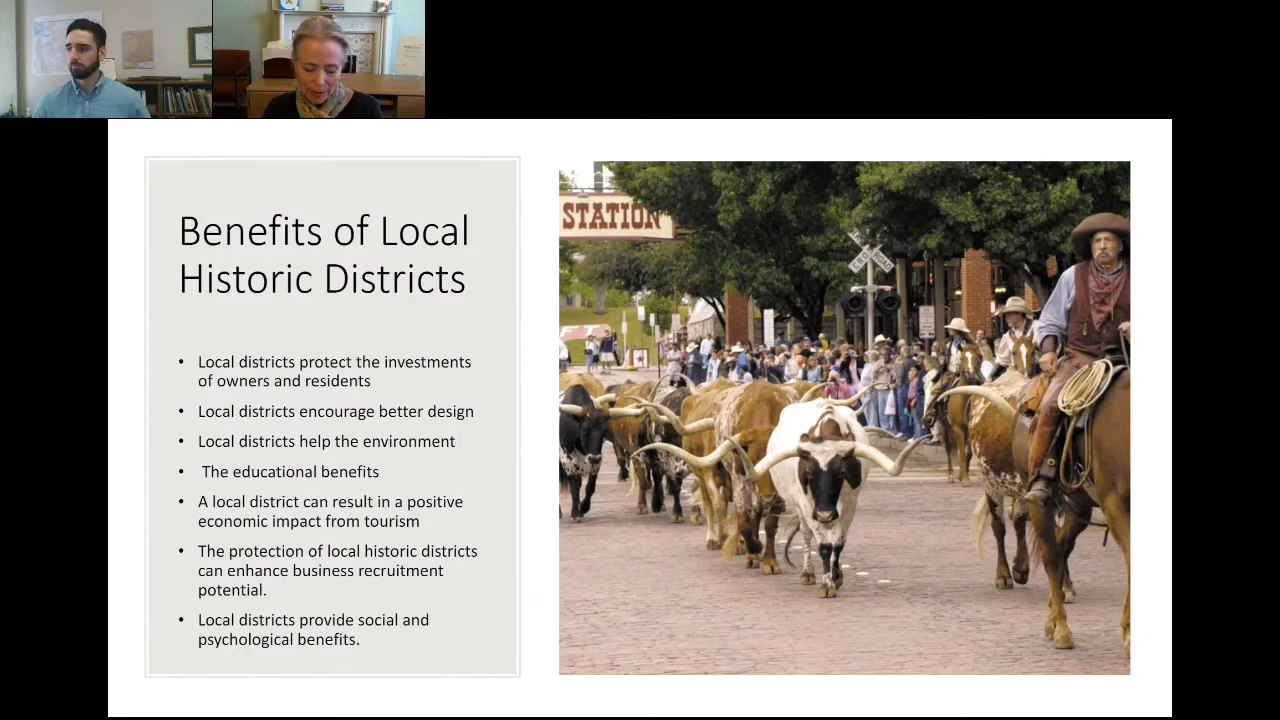 Benefits of Local
Historic Districts
• Local districts protect the investments
of owners and residents
• Local districts encourage better design
• Local districts help the environment
• The educational benefits
• A local district can result in a positive
economic impact from tourism
• The protection of local historic districts
can enhance business recruitment
potential.
• Local districts provide social and
psychological benefits.
STATION